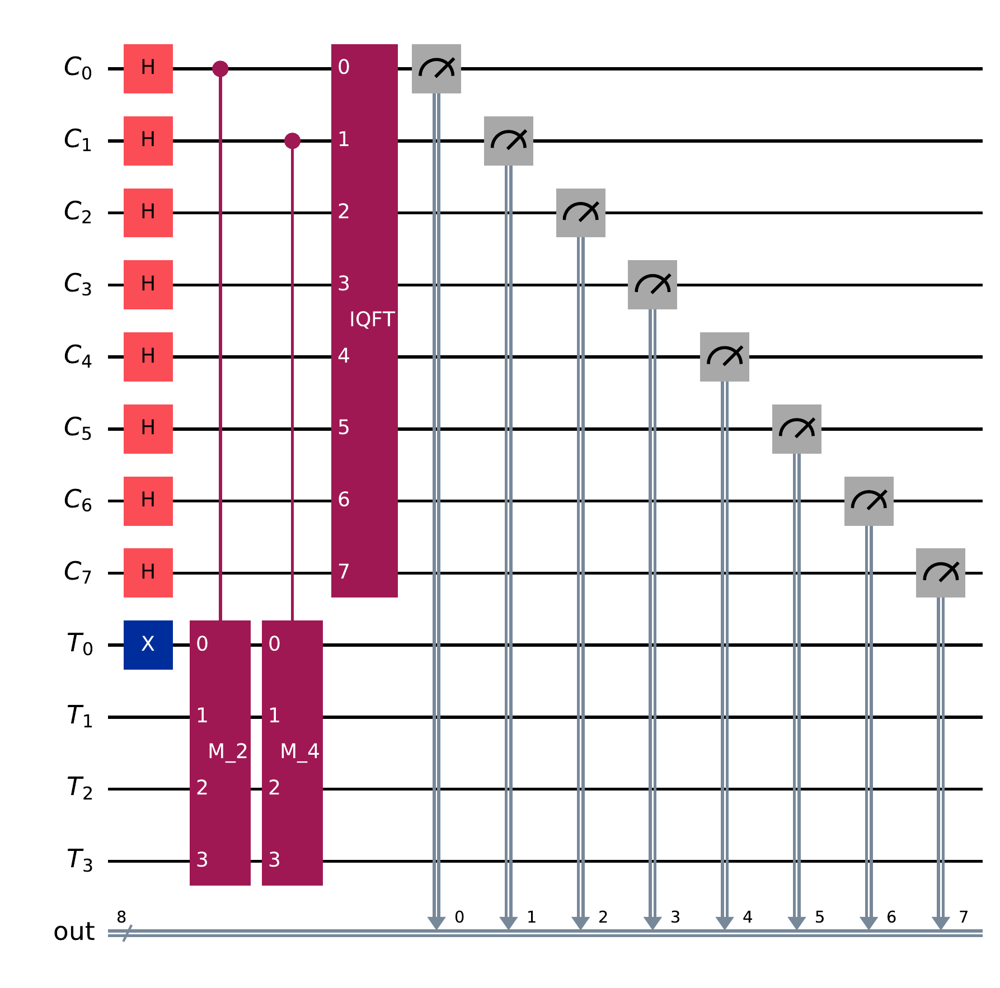 C0 H 0
C1 H 1
C2 H 2
C3 H 3
IQFT
C4 H 4
C5 H 5
C6 H 6
C7 H 7
T0 X 0 0
T1 1 1
M_2 M_4
T2 2 2
T3 3 3
8 0 1 2 3 4 5 6 7
out